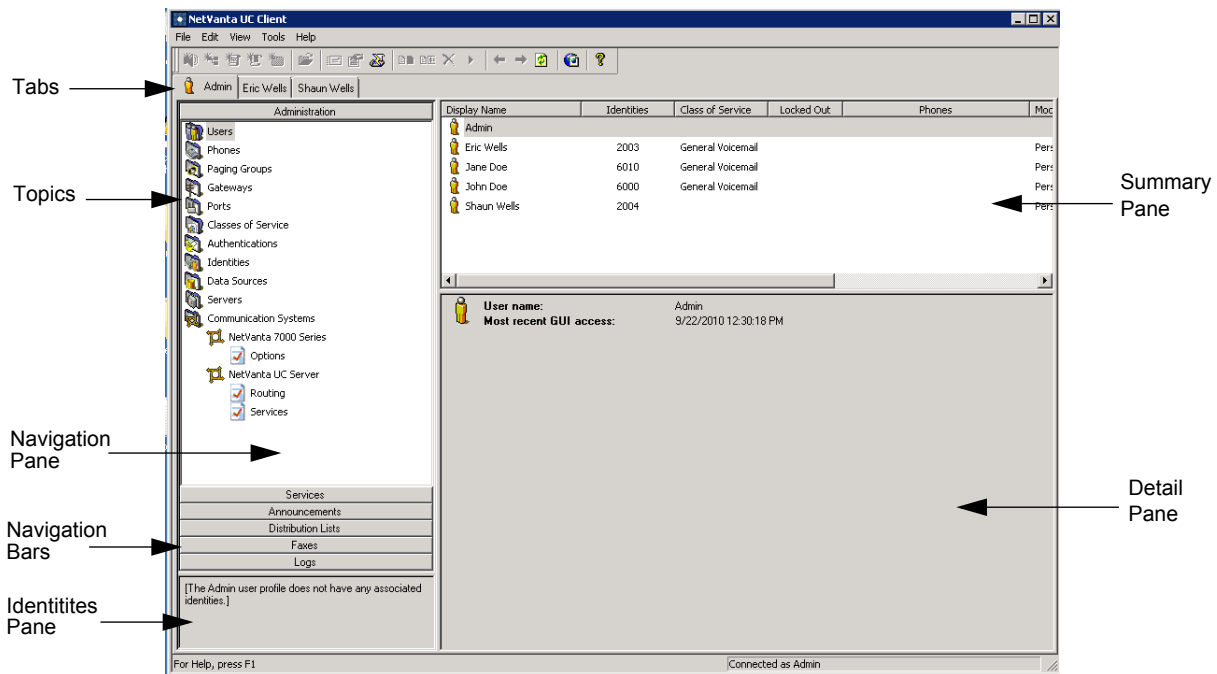 NetVanta UC Client
File Edit View Tools Help
Tabs
Admin Eric Wells Shaun Wells
Administration
Topics
Users
Phones
Paging Groups
Gateways
Ports
Classes of Service
Authentications
Identities
Data Sources
Servers
Communication Systems
NetVanta 7000 Series
Options
NetVanta UC Server
Routing
Services
Navigation
Pane
Services
Announcements
Distribution Lists
Faxes
Logs
Navigation
Bars
[The Admin user profile does not have any associated
identities.]
Identitites
Pane
Display Name Identities Class of Service Locked Out Phones Moc
Admin
Eric Wells 2003 General Voicemail Pers
Jane Doe 6010 General Voicemail Pers
John Doe 6000 General Voicemail Pers
Shaun Wells 2004 Pers
Summary
Pane
User name: Admin
Most recent GUI access: 9/22/2010 12:30:18 PM
Detail
Pane
For Help, press F1 Connected as Admin